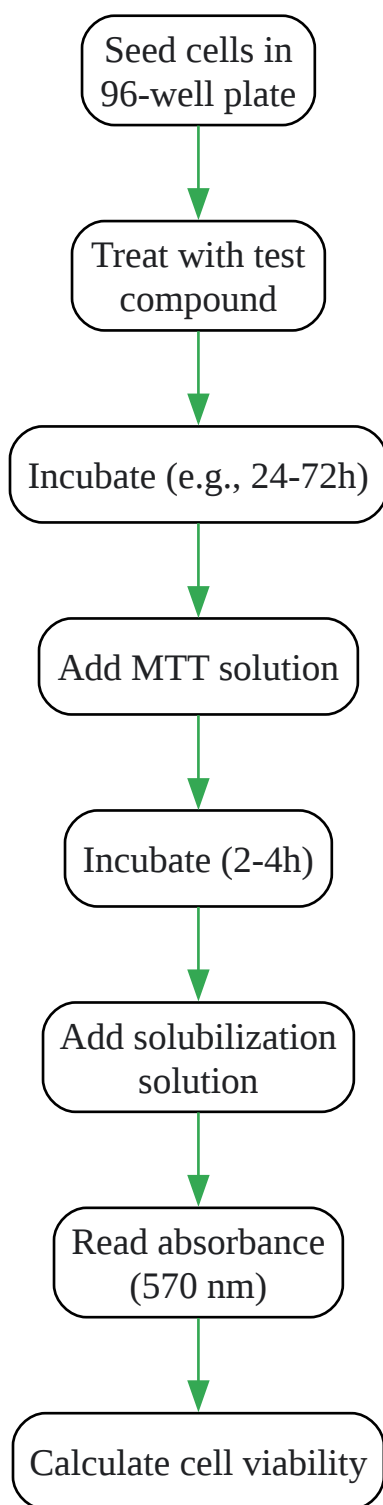 Seed cells in
96-well plate
Treat with test
compound
Incubate (e.g., 24-72h)
Add MTT solution
Incubate (2-4h)
Add solubilization
solution
Read absorbance
(570 nm)
Calculate cell viability